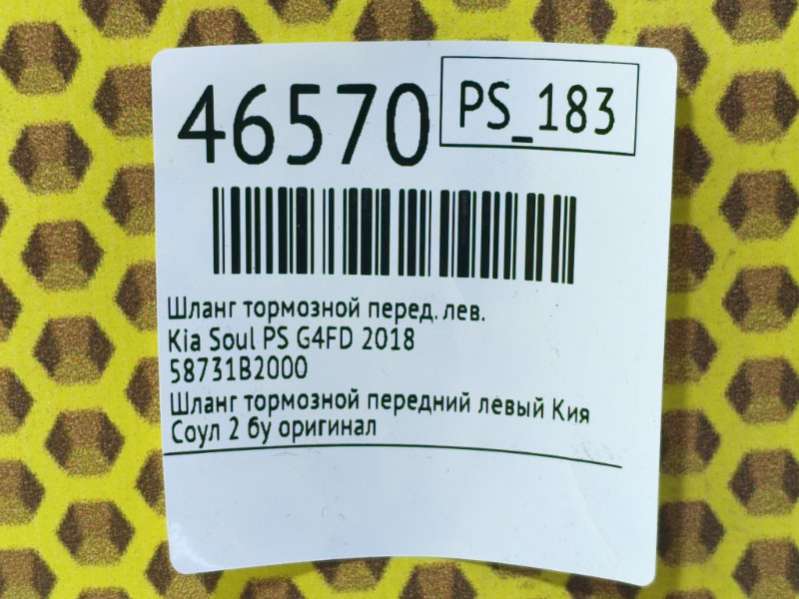 46570
PS_183
Шланг тормозной перед. лев.
Kia Soul PS G4FD 2018
58731B2000
Шланг тормозной передний левый Кия
Соул 2 бу оригинал